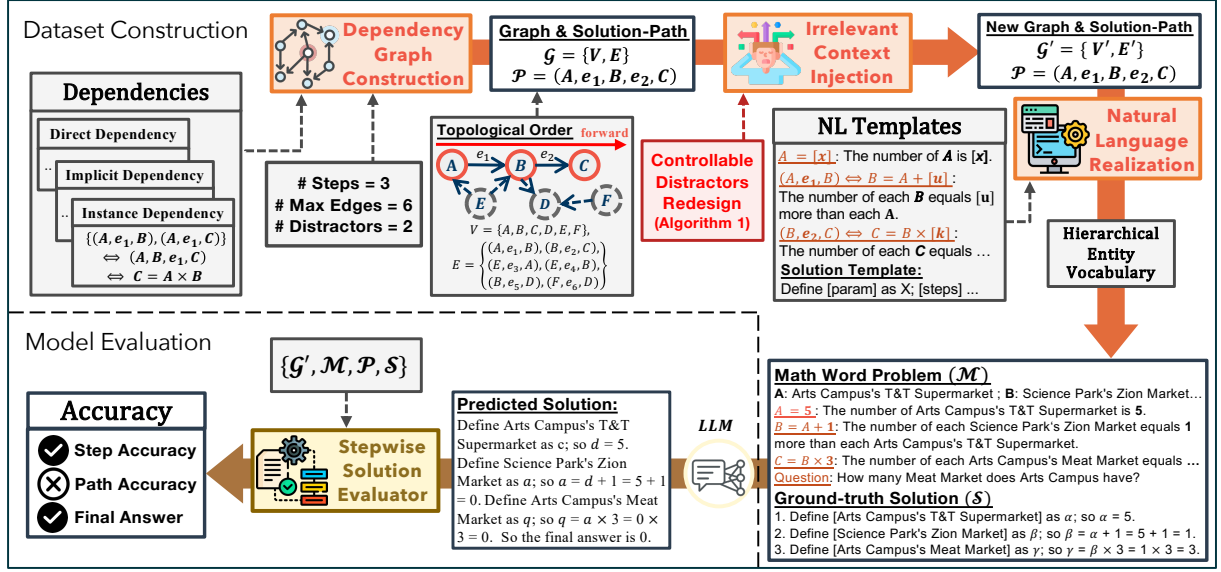 Dataset Construction
Dependency
Graph
Construction
Graph & Solution-Path
𝒢 = {V, E}
𝒫 = (A, e₁, B, e₂, C)
Irrelevant
Context
Injection
New Graph & Solution-Path
𝒢′ = {V′, E′}
𝒫 = (A, e₁, B, e₂, C)
Dependencies
Direct Dependency
..
Implicit Dependency
..
Instance Dependency
{(A, e₁, B), (A, e₁, C)}
⇔ (A, B, e₁, C)
⇔ C = A × B
# Steps = 3
# Max Edges = 6
# Distractors = 2
Topological Order forward
A e₁ B e₂ C
E D F
V = {A, B, C, D, E, F},
E = {(A, e₁, B), (B, e₂, C),
(E, e₃, A), (E, e₄, B),
(B, e₅, D), (F, e₆, D)}
Controllable
Distractors
Redesign
(Algorithm 1)
NL Templates
A = [x]: The number of A is [x].
(A, e₁, B) ⇔ B = A + [u]:
The number of each B equals [u]
more than each A.
(B, e₂, C) ⇔ C = B × [k]:
The number of each C equals …
Solution Template:
Define [param] as X; [steps] ...
Natural
Language
Realization
Hierarchical
Entity
Vocabulary
Model Evaluation
{𝒢′, ℳ, 𝒫, 𝒮}
Accuracy
Step Accuracy
Path Accuracy
Final Answer
Stepwise
Solution
Evaluator
Predicted Solution:
Define Arts Campus's T&T
Supermarket as c; so d = 5.
Define Science Park's Zion
Market as a; so a = d + 1 = 5 + 1
= 0. Define Arts Campus's Meat
Market as q; so q = a × 3 = 0 ×
3 = 0. So the final answer is 0.
LLM
Math Word Problem (ℳ)
A: Arts Campus's T&T Supermarket ; B: Science Park's Zion Market…
A = 5: The number of Arts Campus's T&T Supermarket is 5.
B = A + 1: The number of each Science Park's Zion Market equals 1
more than each Arts Campus's T&T Supermarket.
C = B × 3: The number of each Arts Campus's Meat Market equals …
Question: How many Meat Market does Arts Campus have?
Ground-truth Solution (𝒮)
1. Define [Arts Campus's T&T Supermarket] as α; so α = 5.
2. Define [Science Park's Zion Market] as β; so β = α + 1 = 5 + 1 = 1.
3. Define [Arts Campus's Meat Market] as γ; so γ = β × 3 = 1 × 3 = 3.